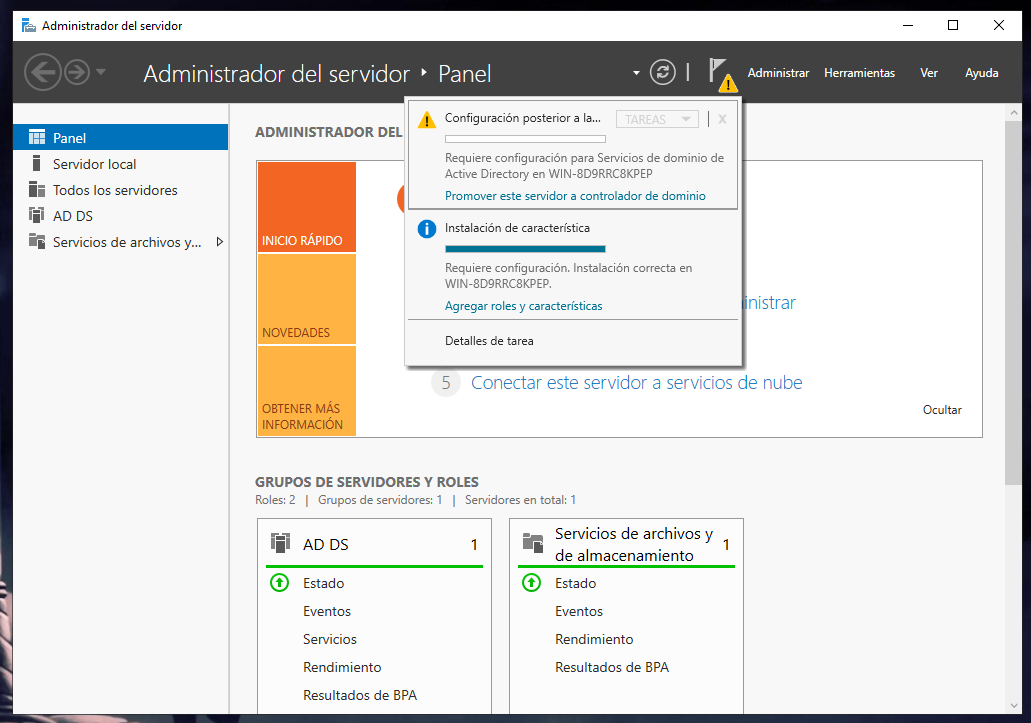 Administrador del servidor
Administrador del servidor ‣ Panel
Administrar Herramientas Ver Ayuda
Panel
Servidor local
Todos los servidores
AD DS
Servicios de archivos y...
ADMINISTRADOR DEL
Configuración posterior a la...
TAREAS
X
Requiere configuración para Servicios de dominio de
Active Directory en WIN-8D9RRC8KPEP
Promover este servidor a controlador de dominio
Instalación de característica
Requiere configuración. Instalación correcta en
WIN-8D9RRC8KPEP.
Agregar roles y características
Detalles de tarea
INICIO RÁPIDO
NOVEDADES
OBTENER MÁS
INFORMACIÓN
5 Conectar este servidor a servicios de nube
Ocultar
GRUPOS DE SERVIDORES Y ROLES
Roles: 2 | Grupos de servidores: 1 | Servidores en total: 1
AD DS 1
Estado
Eventos
Servicios
Rendimiento
Resultados de BPA
Servicios de archivos y
de almacenamiento 1
Estado
Eventos
Rendimiento
Resultados de BPA